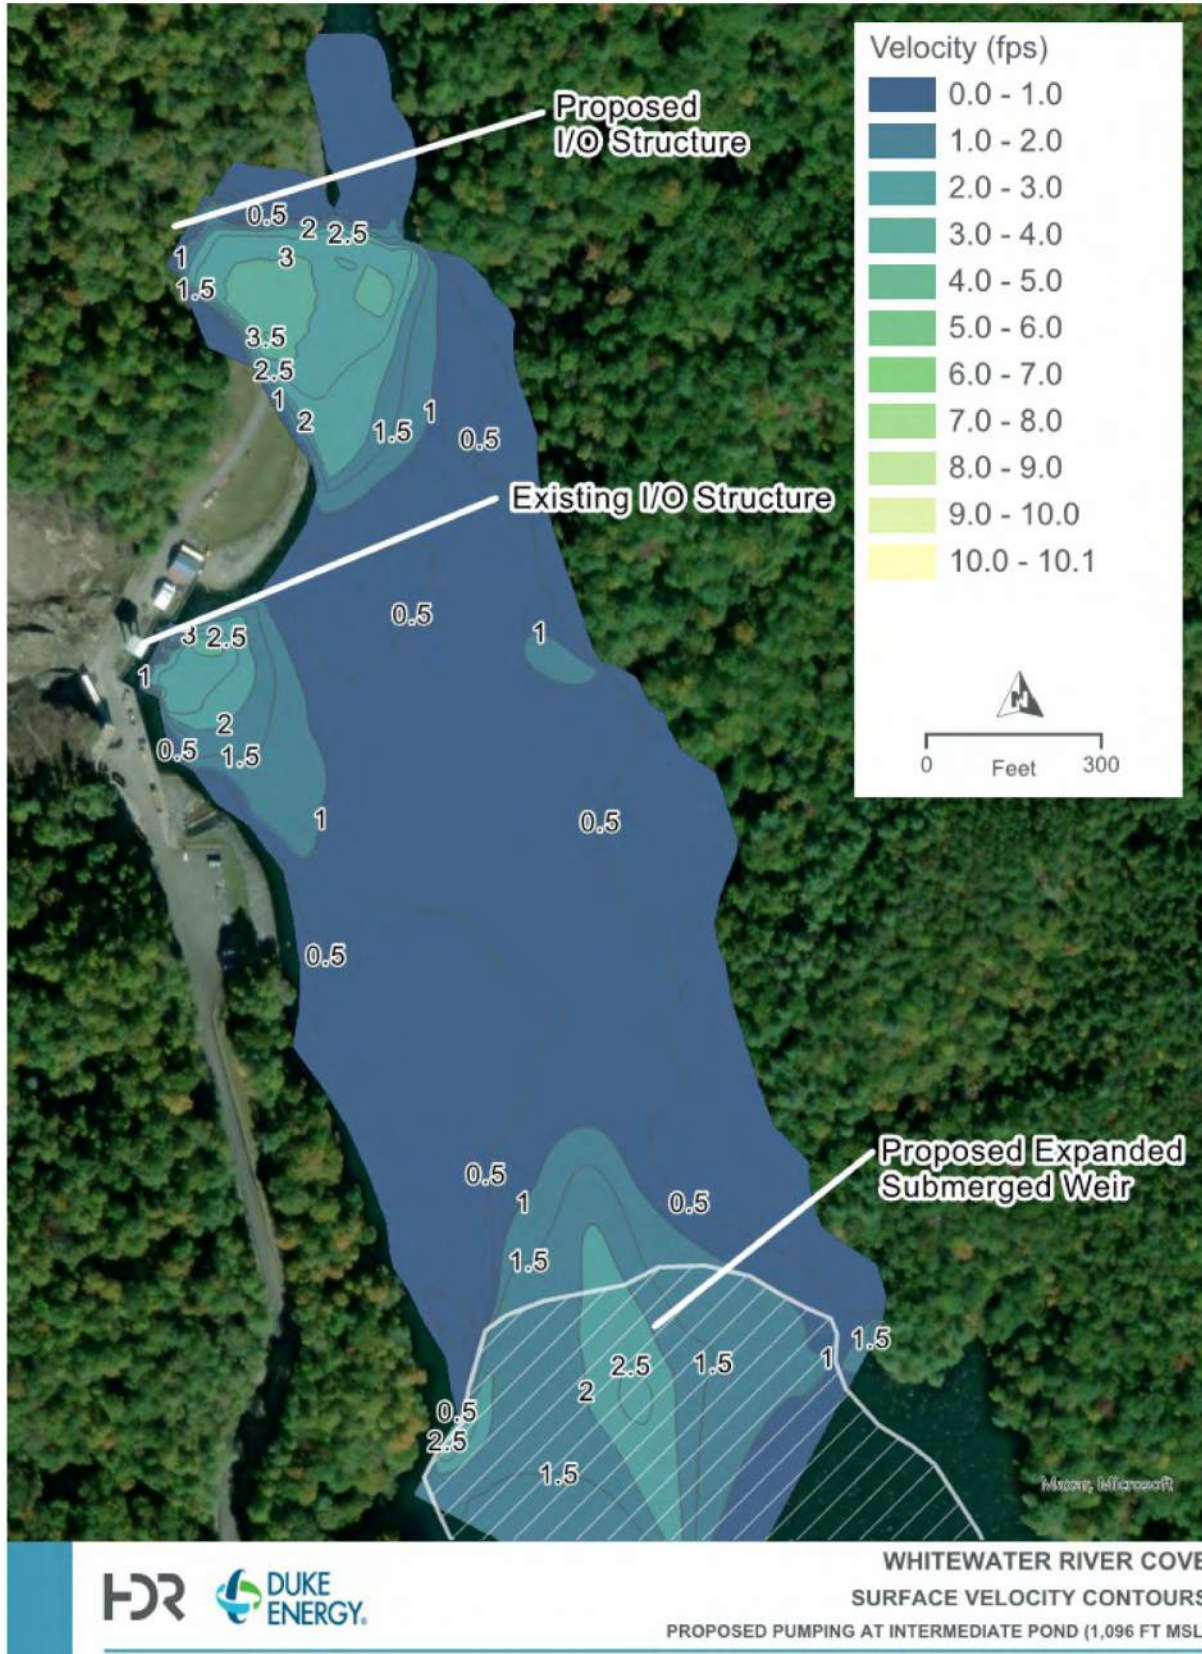 Velocity (fps)
0.0 - 1.0
1.0 - 2.0
2.0 - 3.0
3.0 - 4.0
4.0 - 5.0
5.0 - 6.0
6.0 - 7.0
7.0 - 8.0
8.0 - 9.0
9.0 - 10.0
10.0 - 10.1
N
0 300
Feet
Proposed
I/O Structure
0.5
2 2.5
1 3
1.5
3.5
2.5
1
2 1.5 1 0.5
Existing I/O Structure
0.5
3 2.5 1
1
2
0.5 1.5
1 0.5
0.5
Proposed Expanded
Submerged Weir
0.5 1 0.5
1.5
1.5
2.5 1.5 1
2
0.5
2.5
1.5
Maxar, Microsoft
HDR
DUKE
ENERGY®
WHITEWATER RIVER COVE
SURFACE VELOCITY CONTOURS
PROPOSED PUMPING AT INTERMEDIATE POND (1,096 FT MSL